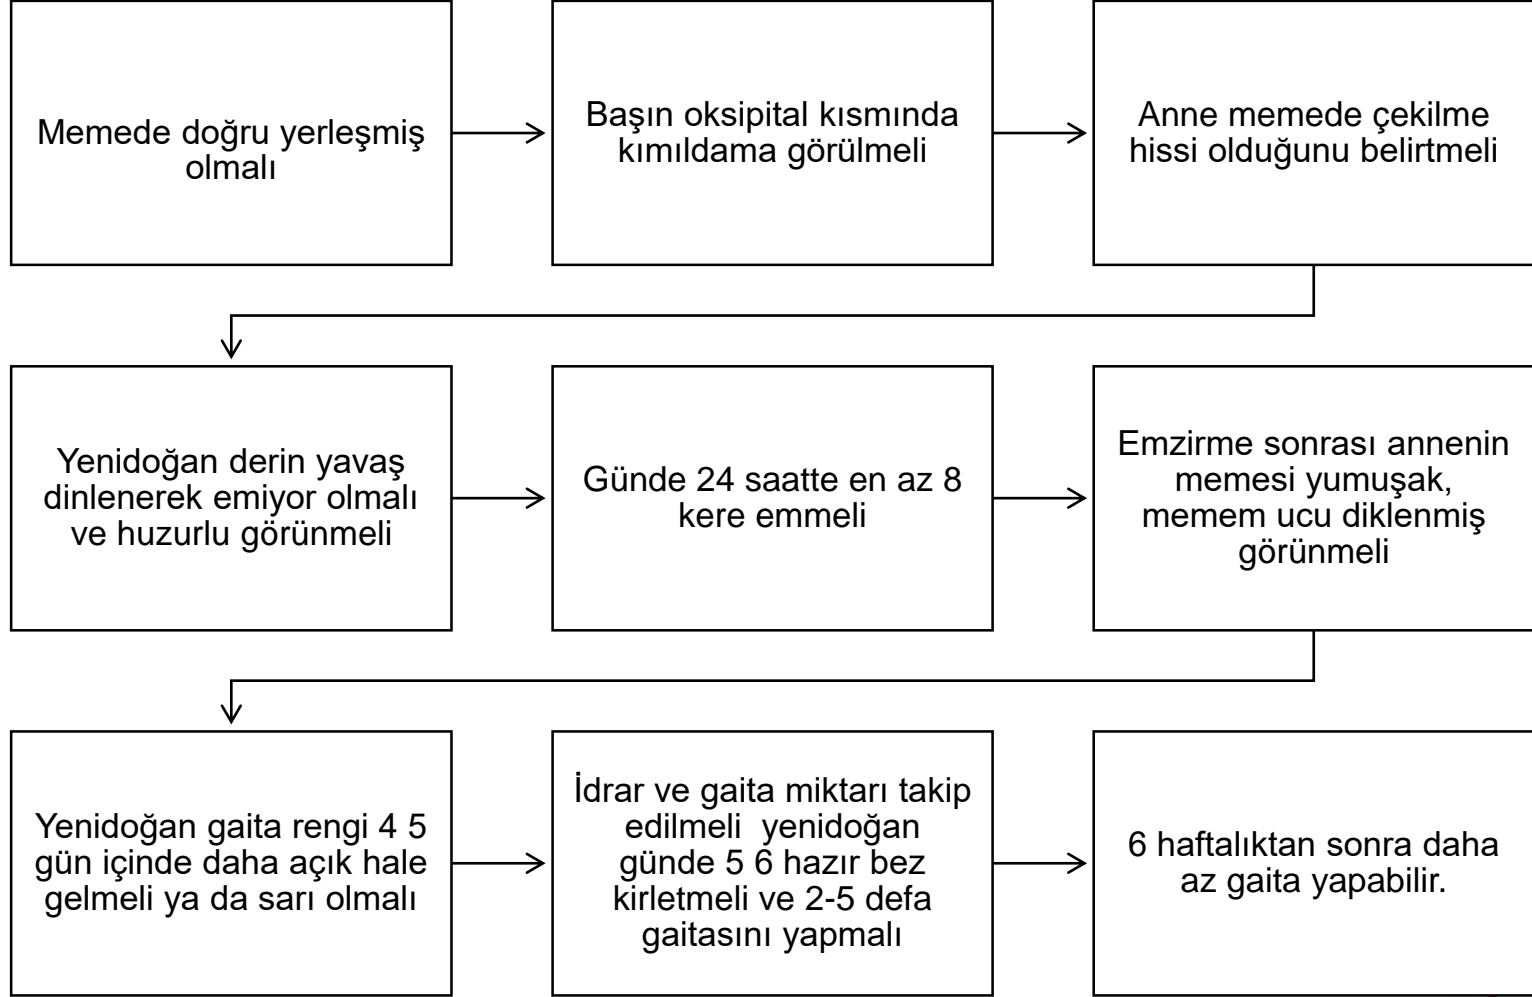 Memede doğru yerleşmiş
olmalı
Başın oksipital kısmında
kımıldama görülmeli
Anne memede çekilme
hissi olduğunu belirtmeli
Yenidoğan derin yavaş
dinlenerek emiyor olmalı
ve huzurlu görünmeli
Günde 24 saatte en az 8
kere emmeli
Emzirme sonrası annenin
memesi yumuşak,
memem ucu diklenmiş
görünmeli
Yenidoğan gaita rengi 4 5
gün içinde daha açık hale
gelmeli ya da sarı olmalı
İdrar ve gaita miktarı takip
edilmeli  yenidoğan
günde 5 6 hazır bez
kirletmeli ve 2-5 defa
gaitasını yapmalı
6 haftalıktan sonra daha
az gaita yapabilir.